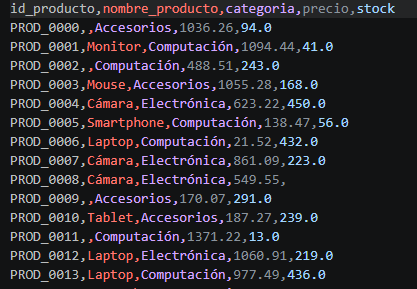 id_producto,nombre_producto,categoria,precio,stock
PROD_0000,,Accesorios,1036.26,94.0
PROD_0001,Monitor,Computación,1094.44,41.0
PROD_0002,,Computación,488.51,243.0
PROD_0003,Mouse,Accesorios,1055.28,168.0
PROD_0004,Cámara,Electrónica,623.22,450.0
PROD_0005,Smartphone,Computación,138.47,56.0
PROD_0006,Laptop,Computación,21.52,432.0
PROD_0007,Cámara,Electrónica,861.09,223.0
PROD_0008,Cámara,Electrónica,549.55,
PROD_0009,,Accesorios,170.07,291.0
PROD_0010,Tablet,Accesorios,187.27,239.0
PROD_0011,,Computación,1371.22,13.0
PROD_0012,Laptop,Electrónica,1060.91,219.0
PROD_0013,Laptop,Computación,977.49,436.0